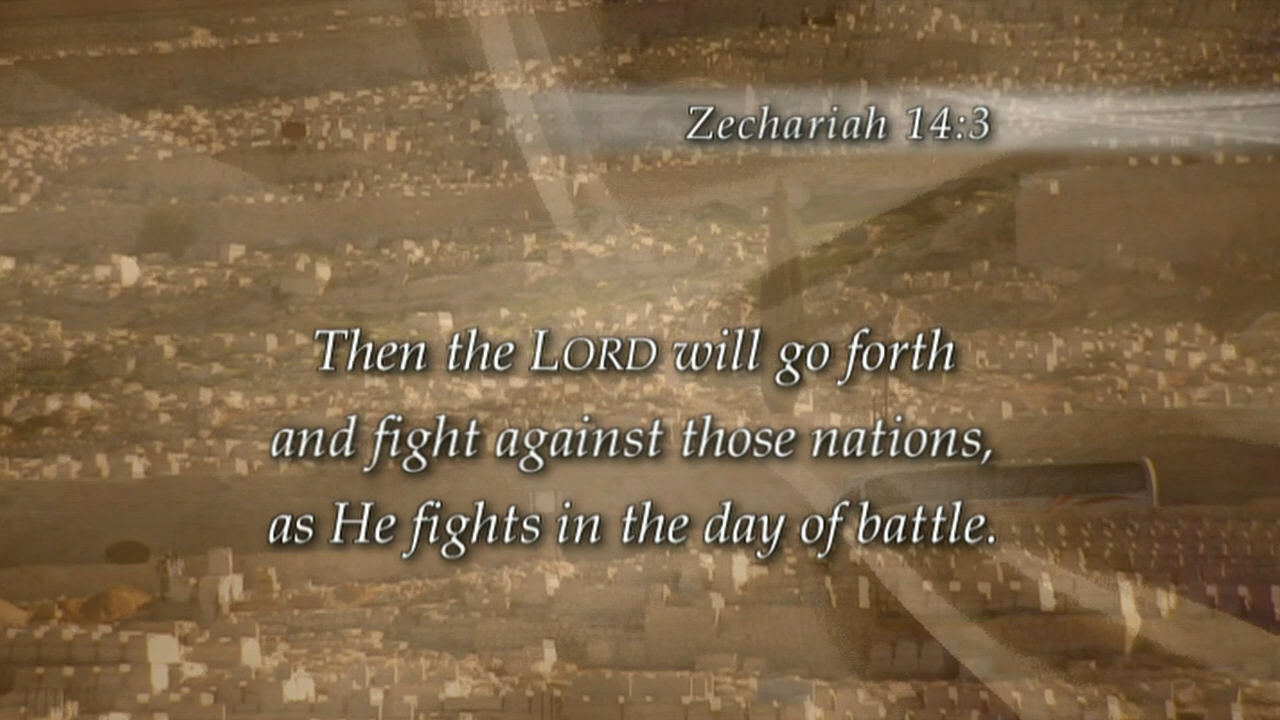 Zechariah 14:3
Then the LORD will go forth
and fight against those nations,
as He fights in the day of battle.